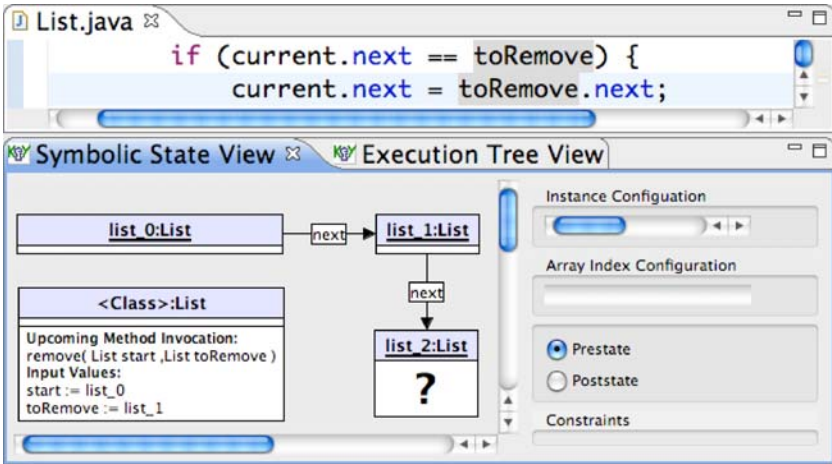 List.java
if (current.next == toRemove) {
current.next = toRemove.next;
Symbolic State View
Execution Tree View
list_0:List
next
list_1:List
next
list_2:List
?
<Class>:List
Upcoming Method Invocation:
remove( List start ,List toRemove )
Input Values:
start := list_0
toRemove := list_1
Instance Configuation
Array Index Configuration
Prestate
Poststate
Constraints